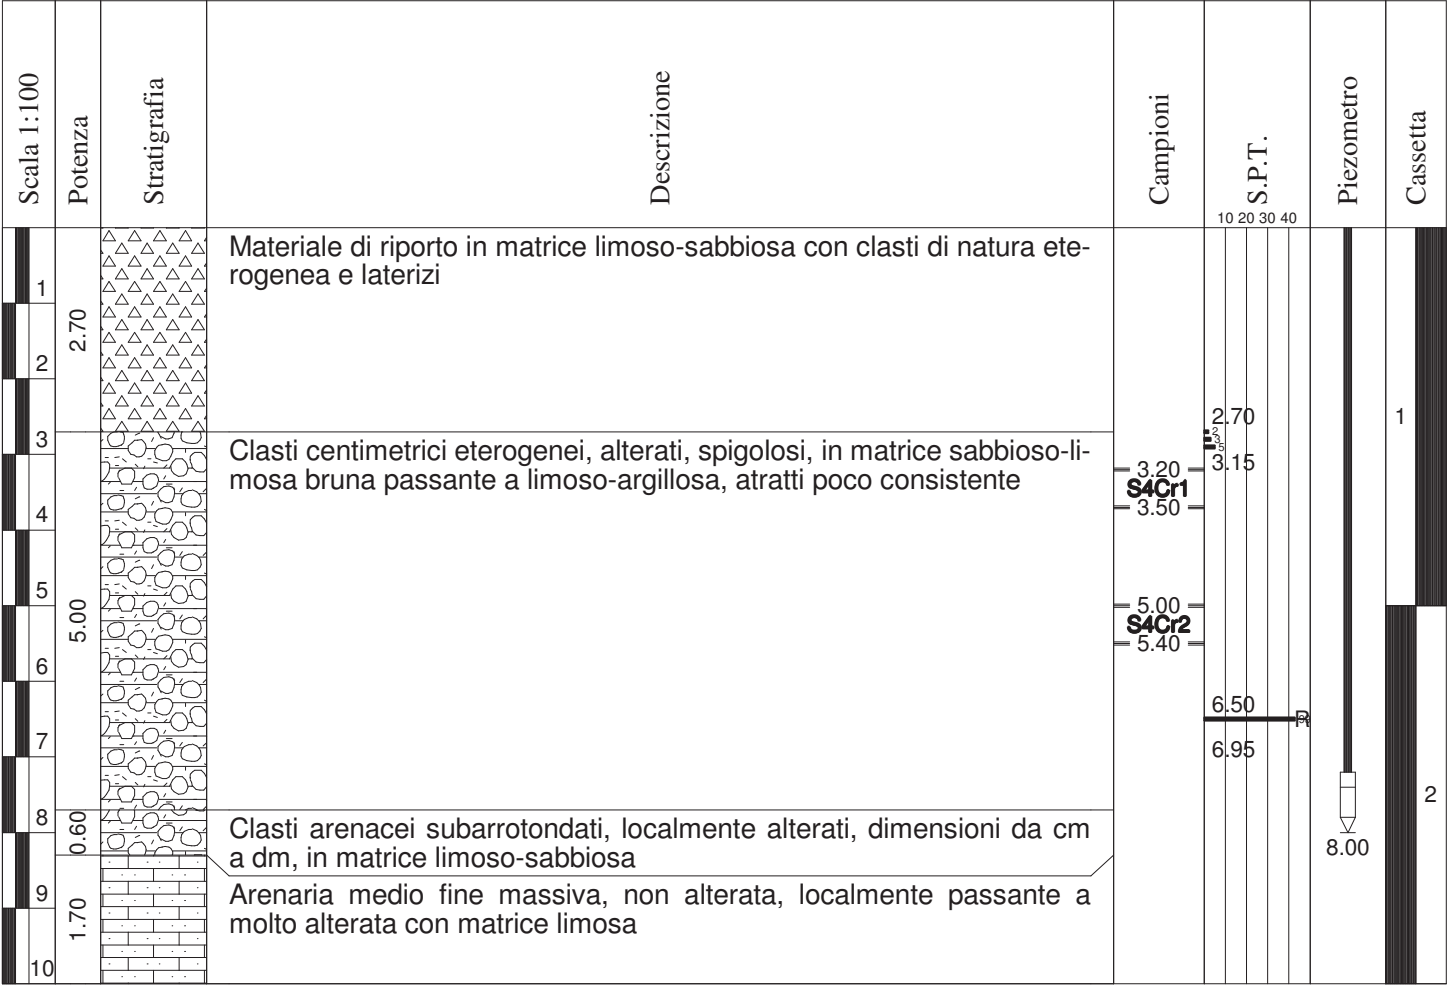 Scala 1:100
Potenza
Stratigrafia
Descrizione
Campioni
S.P.T.
10 20 30 40
Piezometro
Cassetta
1
2
3
4
5
6
7
8
9
10
2.70
5.00
0.60
1.70
Materiale di riporto in matrice limoso-sabbiosa con clasti di natura ete-
rogenea e laterizi
Clasti centimetrici eterogenei, alterati, spigolosi, in matrice sabbioso-li-
mosa bruna passante a limoso-argillosa, atratti poco consistente
Clasti arenacei subarrotondati, localmente alterati, dimensioni da cm
a dm, in matrice limoso-sabbiosa
Arenaria medio fine massiva, non alterata, localmente passante a
molto alterata con matrice limosa
3.20
S4Cr1
3.50
5.00
S4Cr2
5.40
2.70
2
3
5
3.15
6.50
R
6.95
8.00
1
2